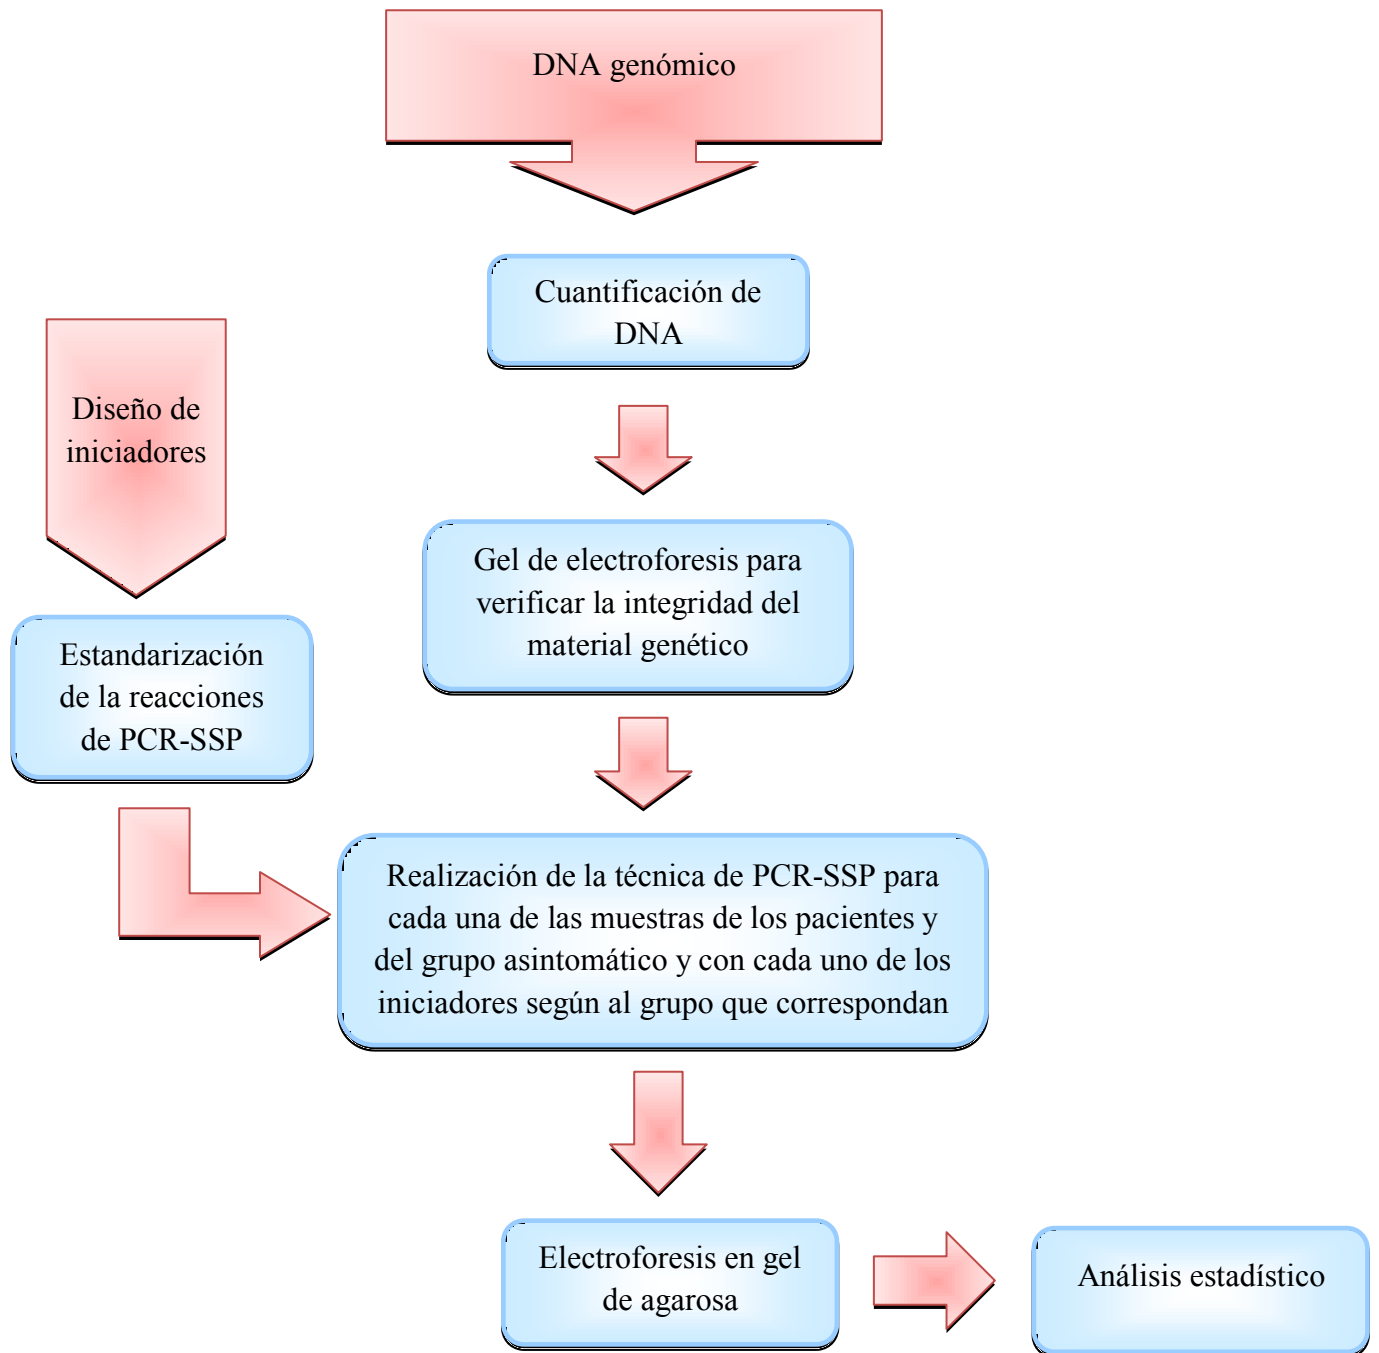 DNA genómico
Cuantificación de
DNA
Diseño de
iniciadores
Gel de electroforesis para
verificar la integridad del
material genético
Estandarización
de la reacciones
de PCR-SSP
Realización de la técnica de PCR-SSP para
cada una de las muestras de los pacientes y
del grupo asintomático y con cada uno de los
iniciadores según al grupo que correspondan
Electroforesis en gel
de agarosa
Análisis estadístico